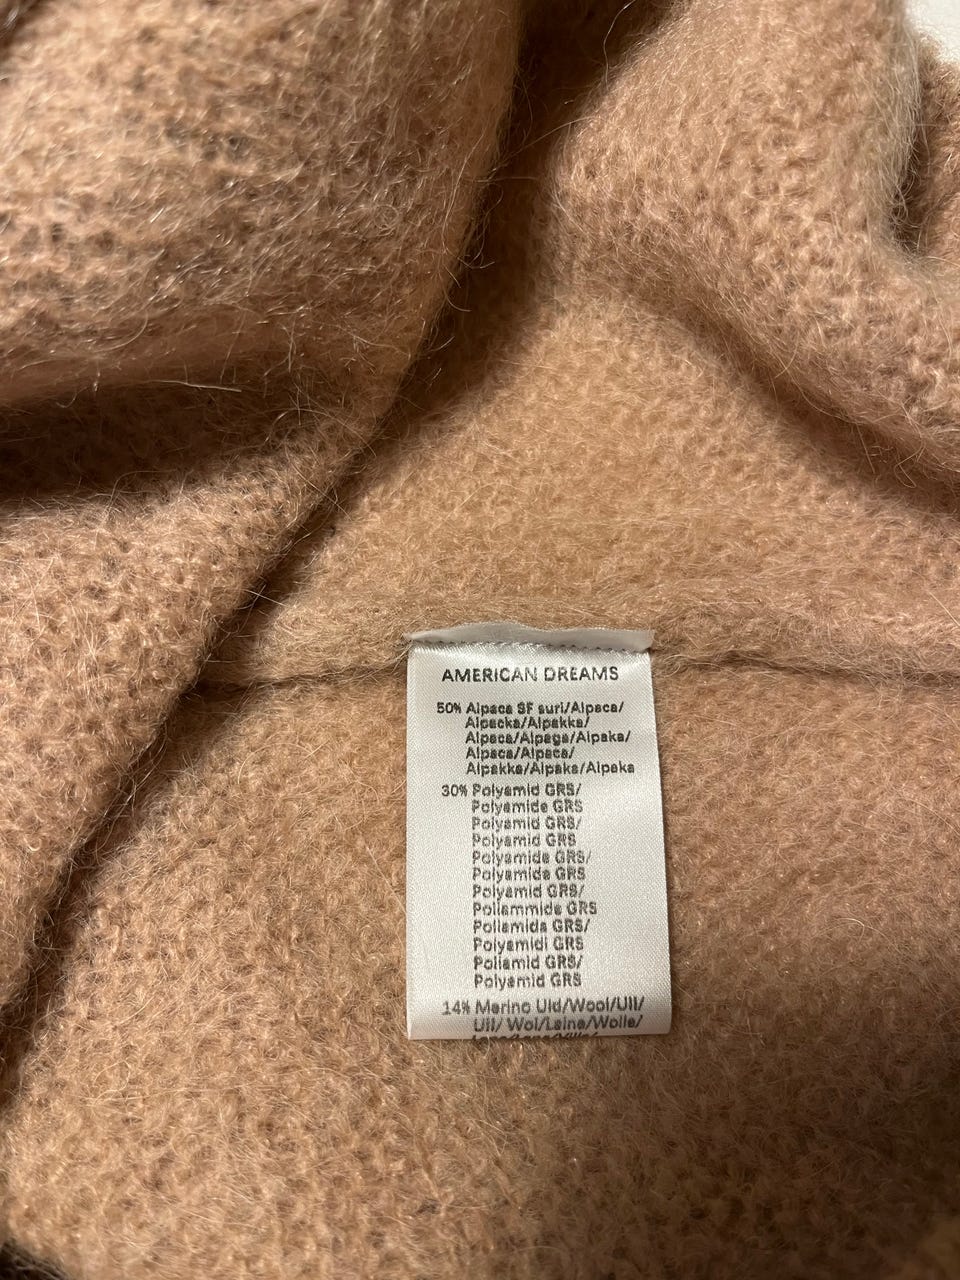 AMERICAN DREAMS
50% Alpaca SF suri/Alpaca/
Alpacka/Alpakka/
Alpaca/Alpaga/Alpaka/
Alpaca/Alpaca/
Alpakka/Alpaka/Alpaka
30% Polyamid GRS/
Polyamide GRS
Polyamid GRS/
Polyamid GRS
Polyamide GRS/
Polyamide GRS
Polyamid GRS/
Poliammide GRS
Poliamida GRS/
Polyamidi GRS
Poliamid GRS/
Polyamid GRS
14% Merino Uld/Wool/Ull/
Ull/ Wol/Laine/Wolle/